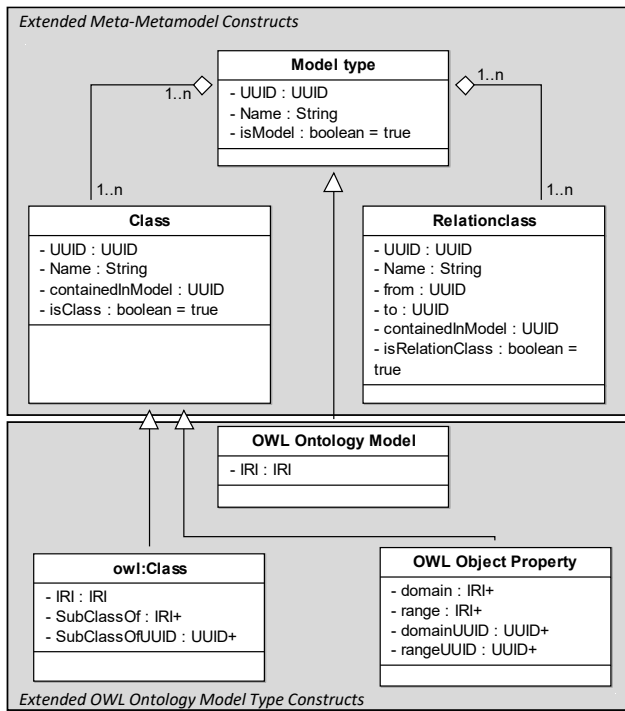 Extended Meta-Metamodel Constructs
Model type
- UUID : UUID
- Name : String
- isModel : boolean = true
1..n
1..n
1..n
1..n
Class
- UUID : UUID
- Name : String
- containedInModel : UUID
- isClass : boolean = true
Relationclass
- UUID : UUID
- Name : String
- from : UUID
- to : UUID
- containedInModel : UUID
- isRelationClass : boolean =
true
OWL Ontology Model
- IRI : IRI
owl:Class
- IRI : IRI
- SubClassOf : IRI+
- SubClassOfUUID : UUID+
OWL Object Property
- domain : IRI+
- range : IRI+
- domainUUID : UUID+
- rangeUUID : UUID+
Extended OWL Ontology Model Type Constructs